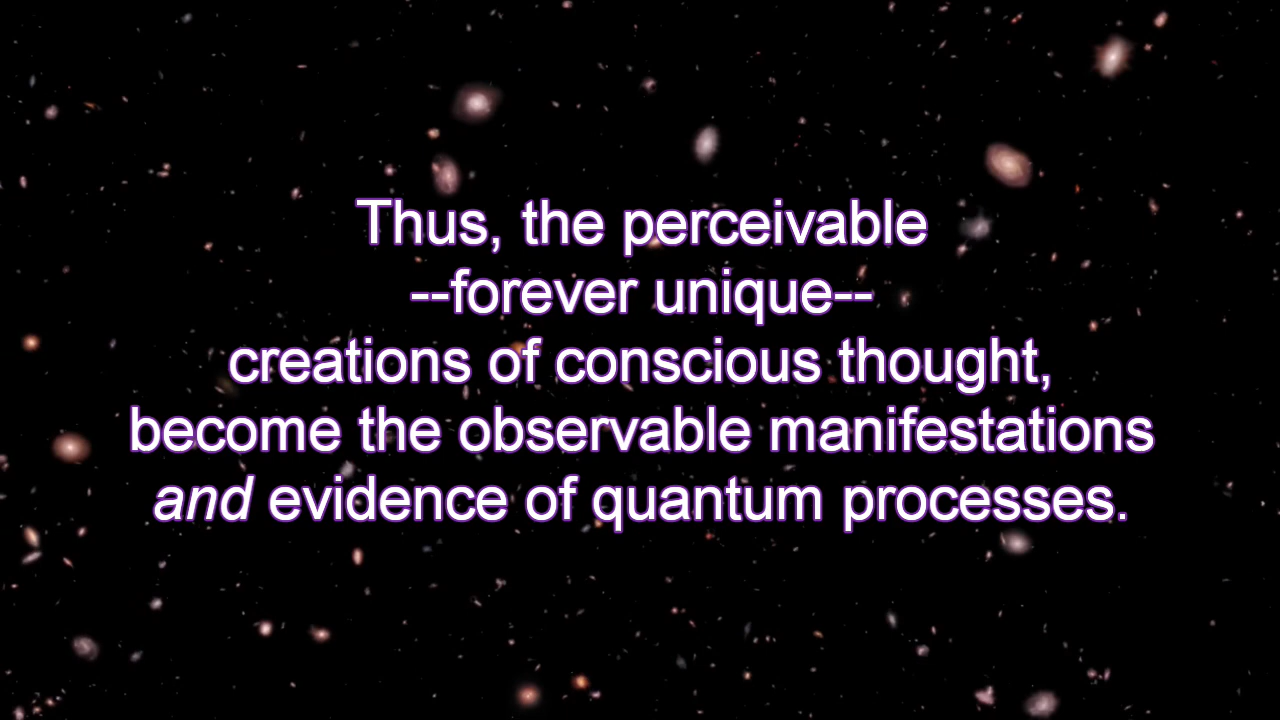 Thus, the perceivable
--forever unique--
creations of conscious thought,
become the observable manifestations
and evidence of quantum processes.